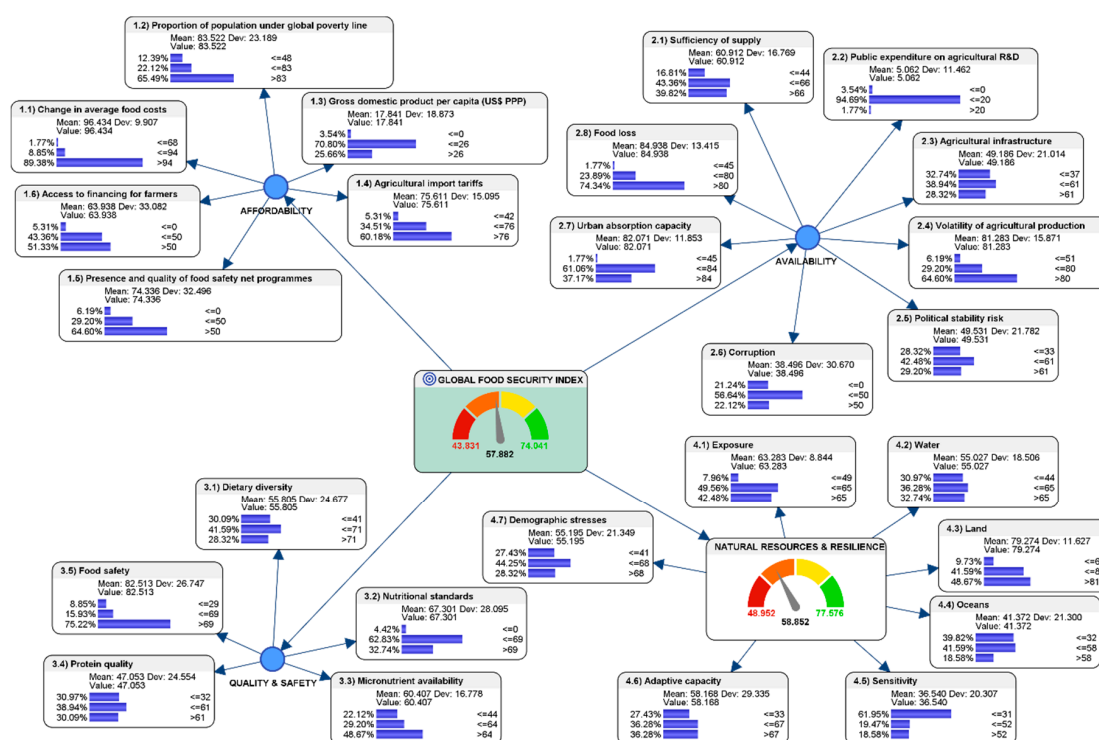 1.2) Proportion of population under global poverty line
Mean: 83.522 Dev: 23.189
Value: 83.522
12.39% <=48
22.12% <=83
65.49% >83
1.1) Change in average food costs
Mean: 96.434 Dev: 9.907
Value: 96.434
1.77% <=68
8.85% <=94
89.38% >94
1.3) Gross domestic product per capita (US$ PPP)
Mean: 17.841 Dev: 18.873
Value: 17.841
3.54% <=0
70.80% <=26
25.66% >26
1.6) Access to financing for farmers
Mean: 63.938 Dev: 33.082
Value: 63.938
5.31% <=0
43.36% <=50
51.33% >50
AFFORDABILITY
1.4) Agricultural import tariffs
Mean: 75.611 Dev: 15.095
Value: 75.611
5.31% <=42
34.51% <=76
60.18% >76
1.5) Presence and quality of food safety net programmes
Mean: 74.336 Dev: 32.496
Value: 74.336
6.19% <=0
29.20% <=50
64.60% >50
2.1) Sufficiency of supply
Mean: 60.912 Dev: 16.769
Value: 60.912
16.81% <=44
43.36% <=66
39.82% >66
2.2) Public expenditure on agricultural R&D
Mean: 5.062 Dev: 11.462
Value: 5.062
3.54% <=0
94.69% <=20
1.77% >20
2.8) Food loss
Mean: 84.938 Dev: 13.415
Value: 84.938
1.77% <=45
23.89% <=80
74.34% >80
2.3) Agricultural infrastructure
Mean: 49.186 Dev: 21.014
Value: 49.186
32.74% <=37
38.94% <=61
28.32% >61
2.7) Urban absorption capacity
Mean: 82.071 Dev: 11.853
Value: 82.071
1.77% <=45
61.06% <=84
37.17% >84
AVAILABILITY
2.4) Volatility of agricultural production
Mean: 81.283 Dev: 15.871
Value: 81.283
6.19% <=51
29.20% <=80
64.60% >80
2.5) Political stability risk
Mean: 49.531 Dev: 21.782
Value: 49.531
28.32% <=33
42.48% <=61
29.20% >61
2.6) Corruption
Mean: 38.496 Dev: 30.670
Value: 38.496
21.24% <=0
56.64% <=50
22.12% >50
GLOBAL FOOD SECURITY INDEX
43.831 74.041
57.882
3.1) Dietary diversity
Mean: 55.805 Dev: 24.677
Value: 55.805
30.09% <=41
41.59% <=71
28.32% >71
3.5) Food safety
Mean: 82.513 Dev: 26.747
Value: 82.513
8.85% <=29
15.93% <=69
75.22% >69
3.2) Nutritional standards
Mean: 67.301 Dev: 28.095
Value: 67.301
4.42% <=0
62.83% <=69
32.74% >69
3.4) Protein quality
Mean: 47.053 Dev: 24.554
Value: 47.053
30.97% <=32
38.94% <=61
30.09% >61
QUALITY & SAFETY
3.3) Micronutrient availability
Mean: 60.407 Dev: 16.778
Value: 60.407
22.12% <=44
29.20% <=64
48.67% >64
4.1) Exposure
Mean: 63.283 Dev: 8.844
Value: 63.283
7.96% <=49
49.56% <=65
42.48% >65
4.2) Water
Mean: 55.027 Dev: 18.506
Value: 55.027
30.97% <=44
36.28% <=65
32.74% >65
4.7) Demographic stresses
Mean: 55.195 Dev: 21.349
Value: 55.195
27.43% <=41
44.25% <=68
28.32% >68
NATURAL RESOURCES & RESILIENCE
48.952 77.576
58.852
4.3) Land
Mean: 79.274 Dev: 11.627
Value: 79.274
9.73% <=6
41.59% <=8
48.67% >81
4.4) Oceans
Mean: 41.372 Dev: 21.300
Value: 41.372
39.82% <=32
41.59% <=58
18.58% >58
4.6) Adaptive capacity
Mean: 58.168 Dev: 29.335
Value: 58.168
27.43% <=33
36.28% <=67
36.28% >67
4.5) Sensitivity
Mean: 36.540 Dev: 20.307
Value: 36.540
61.95% <=31
19.47% <=52
18.58% >52